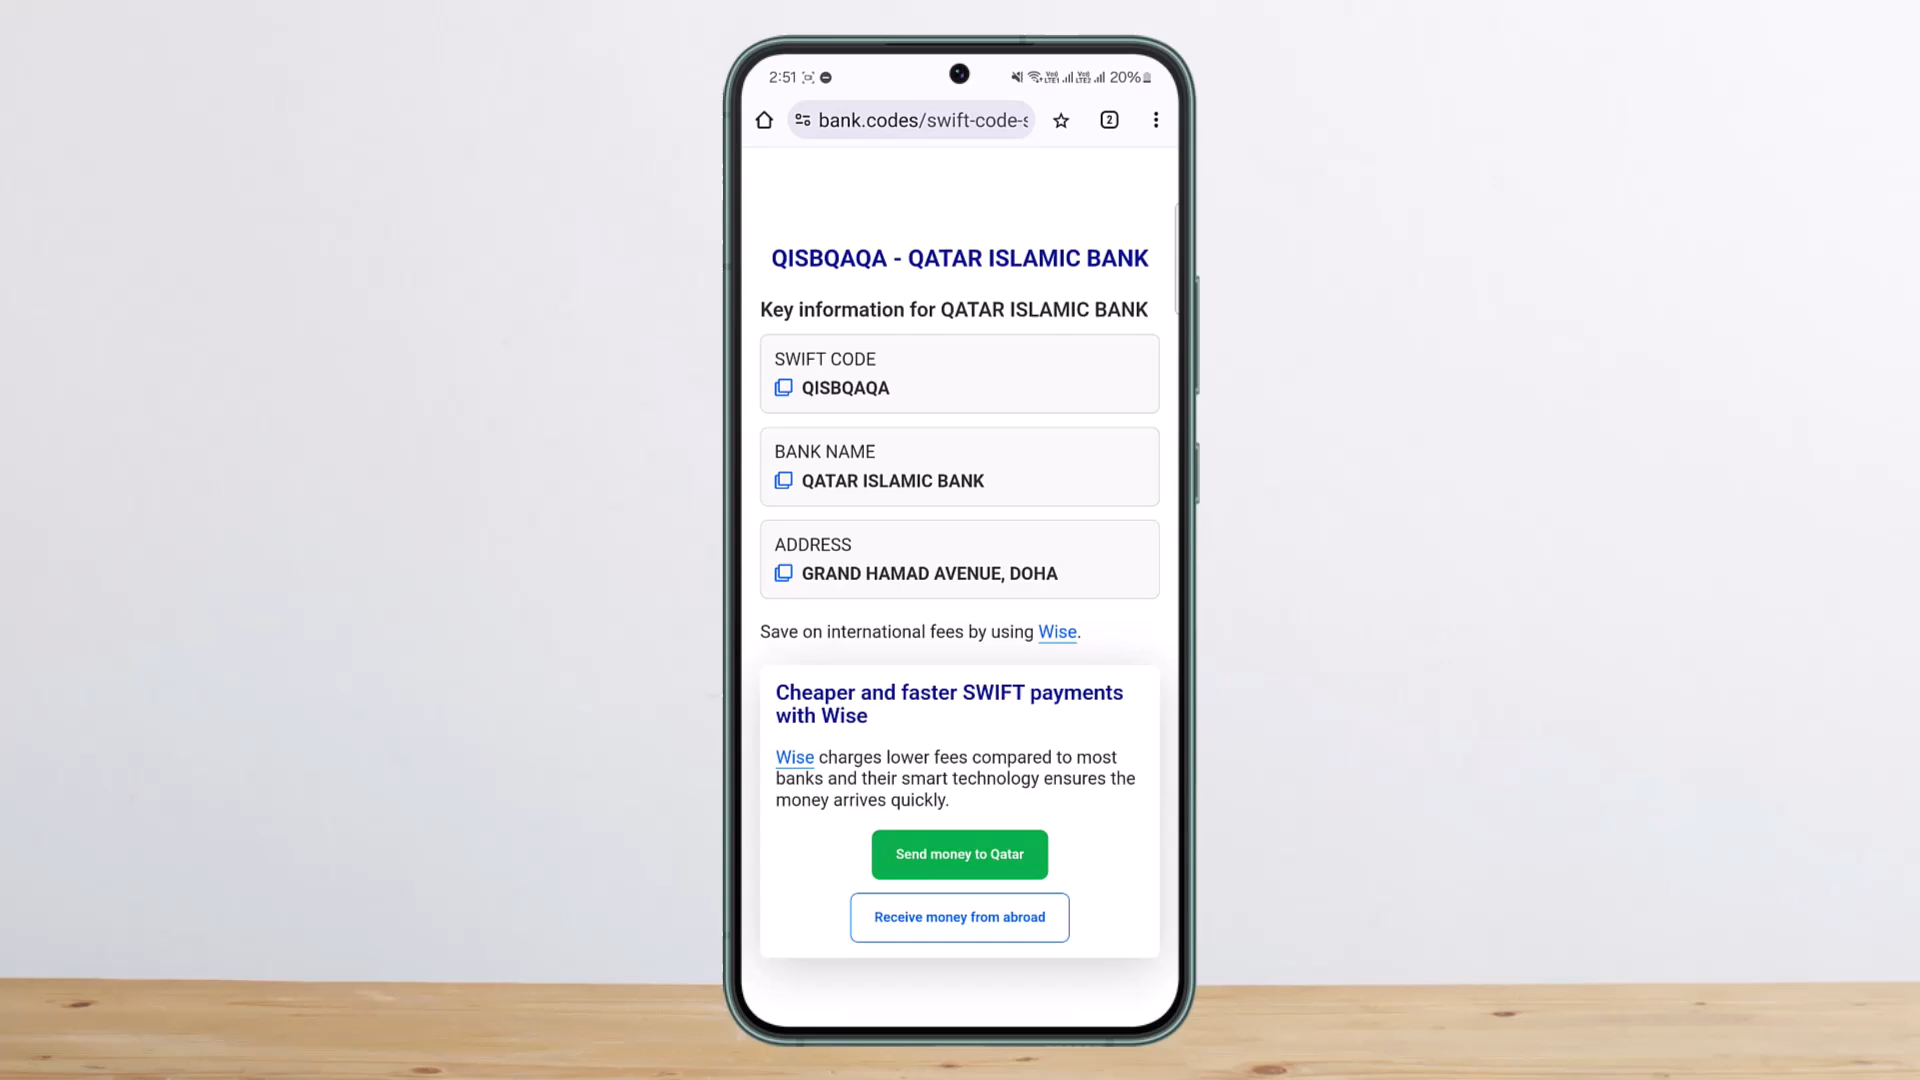 2:51 20%
bank.codes/swift-code-s 2
QISBQAQA - QATAR ISLAMIC BANK
Key information for QATAR ISLAMIC BANK
SWIFT CODE
QISBQAQA
BANK NAME
QATAR ISLAMIC BANK
ADDRESS
GRAND HAMAD AVENUE, DOHA
Save on international fees by using Wise.
Cheaper and faster SWIFT payments
with Wise
Wise charges lower fees compared to most
banks and their smart technology ensures the
money arrives quickly.
Send money to Qatar
Receive money from abroad